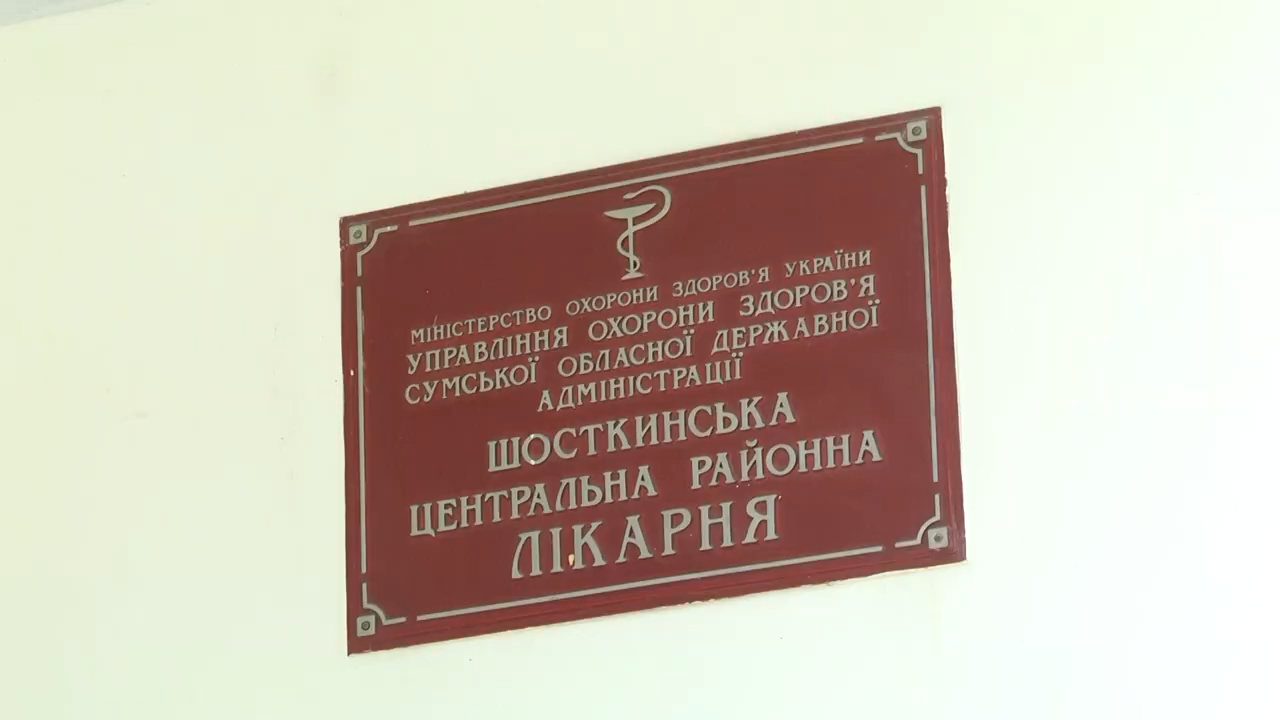 МІНІСТЕРСТВО ОХОРОНИ ЗДОРОВ'Я УКРАЇНИ
УПРАВЛІННЯ ОХОРОНИ ЗДОРОВ'Я
СУМСЬКОЇ ОБЛАСНОЇ ДЕРЖАВНОЇ
АДМІНІСТРАЦІЇ
ШОСТКИНСЬКА
ЦЕНТРАЛЬНА РАЙОННА
ЛІКАРНЯ